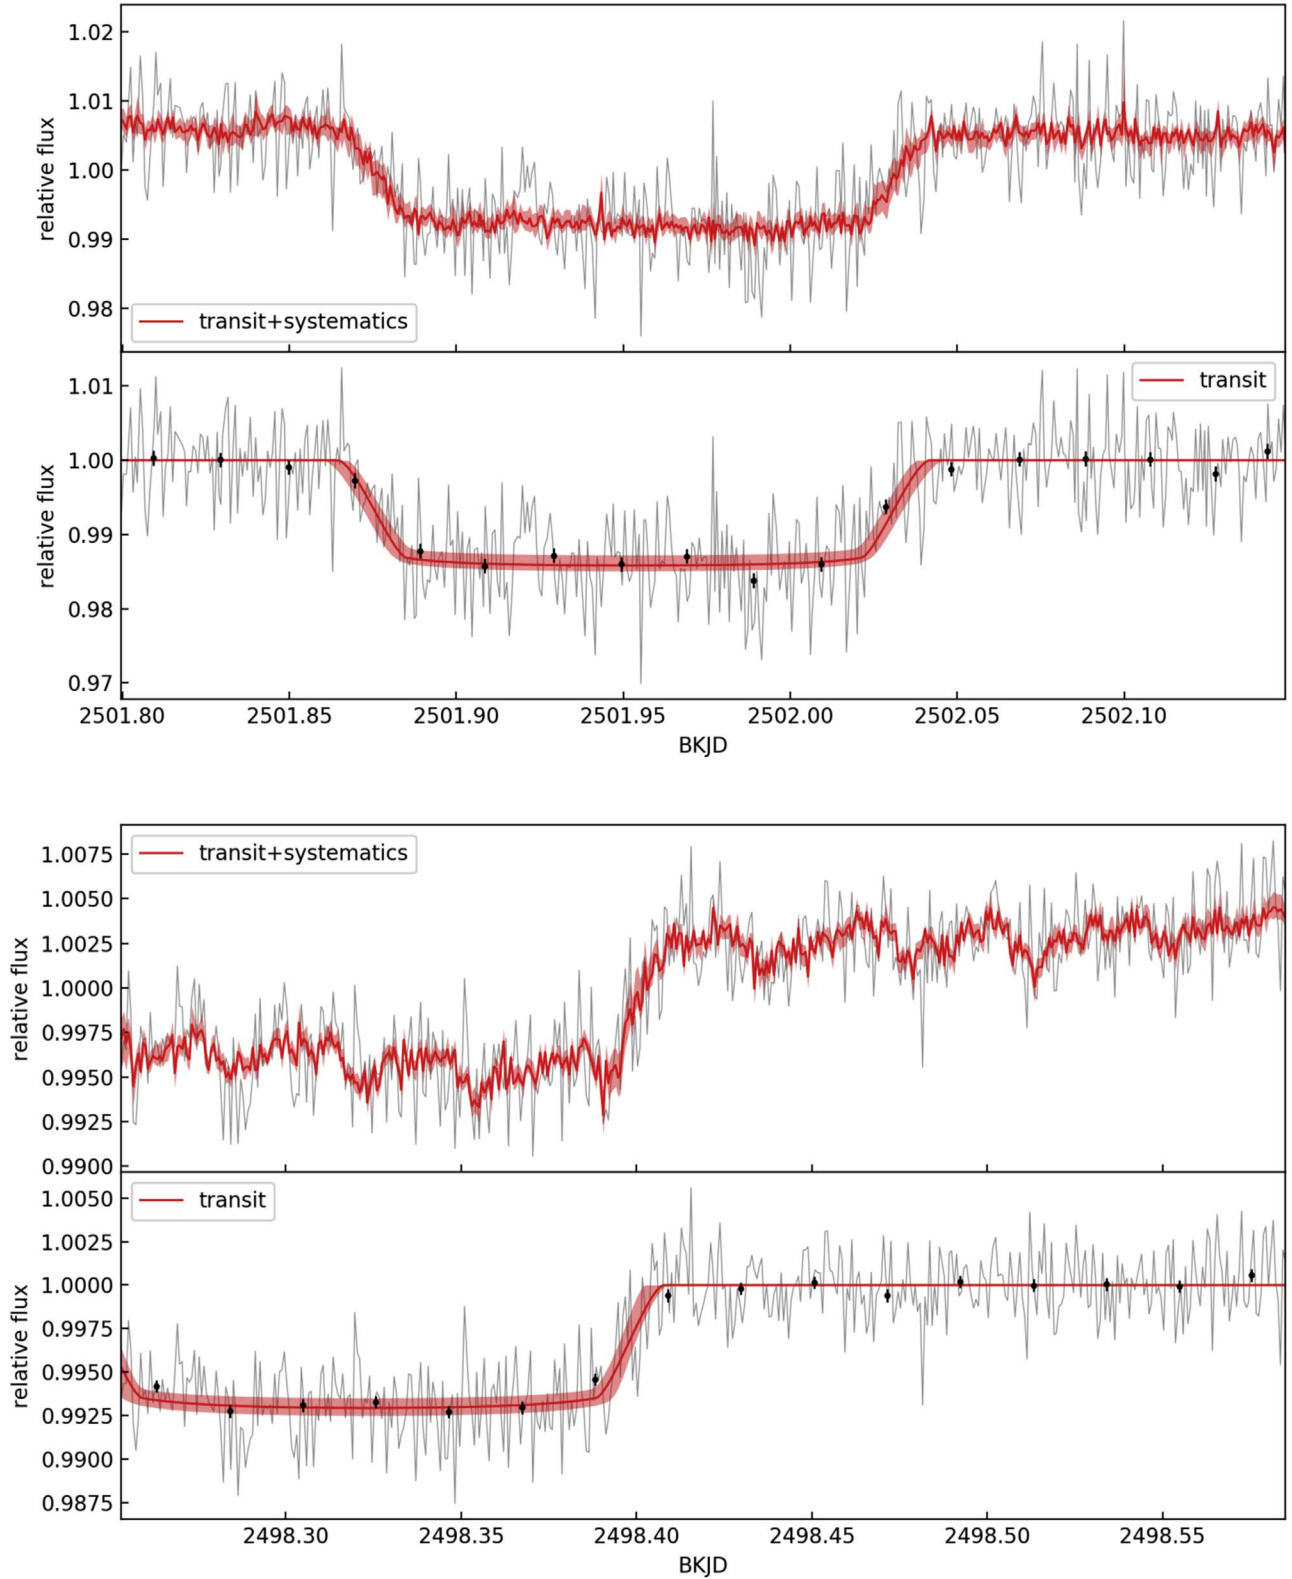 1.02
1.01
1.00
0.99
0.98
relative flux
transit+systematics
1.01
1.00
0.99
0.98
0.97
relative flux
transit
2501.80 2501.85 2501.90 2501.95 2502.00 2502.05 2502.10
BKJD
1.0075
1.0050
1.0025
1.0000
0.9975
0.9950
0.9925
0.9900
relative flux
transit+systematics
1.0050
1.0025
1.0000
0.9975
0.9950
0.9925
0.9900
0.9875
relative flux
transit
2498.30 2498.35 2498.40 2498.45 2498.50 2498.55
BKJD